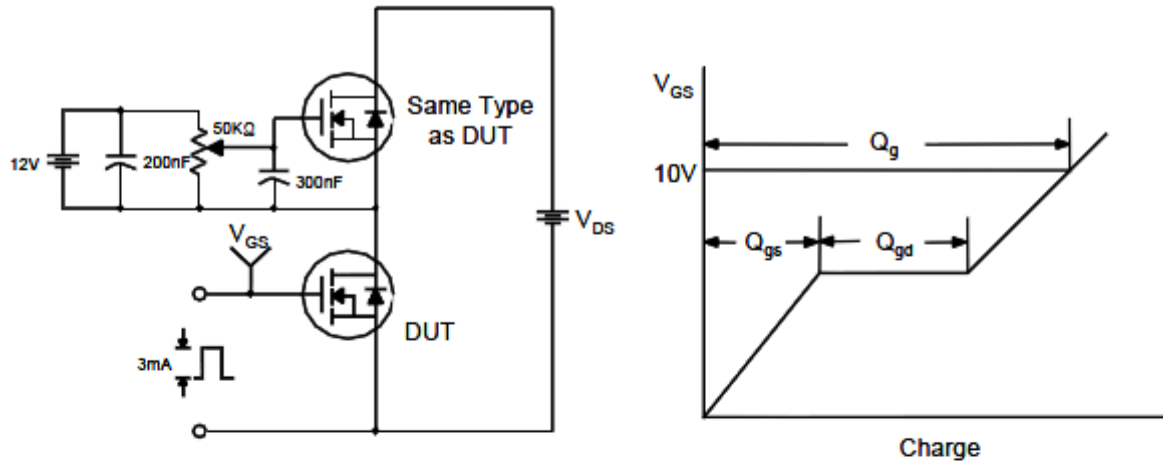 12V
200nF
50KΩ
300nF
Same Type
as DUT
VDS
VGS
3mA
DUT
VGS
10V
Qg
Qgs
Qgd
Charge